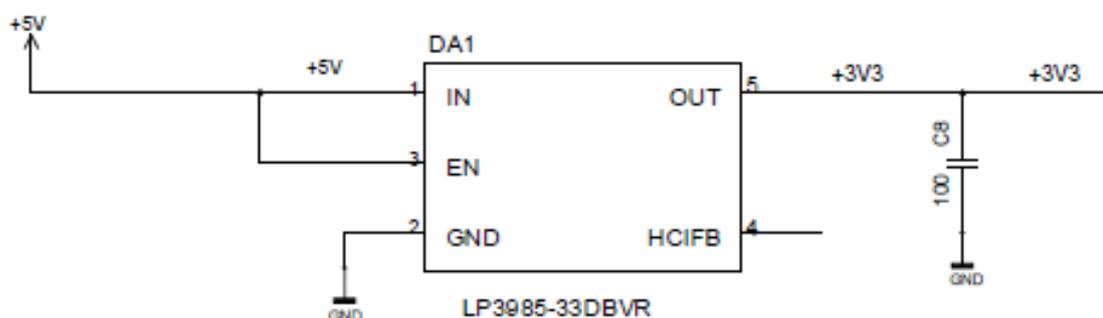 +5V
DA1
+5V
+3V3
+3V3
1
IN
OUT
5
C8
3
EN
100
2
GND
HCIFB
4
GND
GND
LP3985-33DBVR